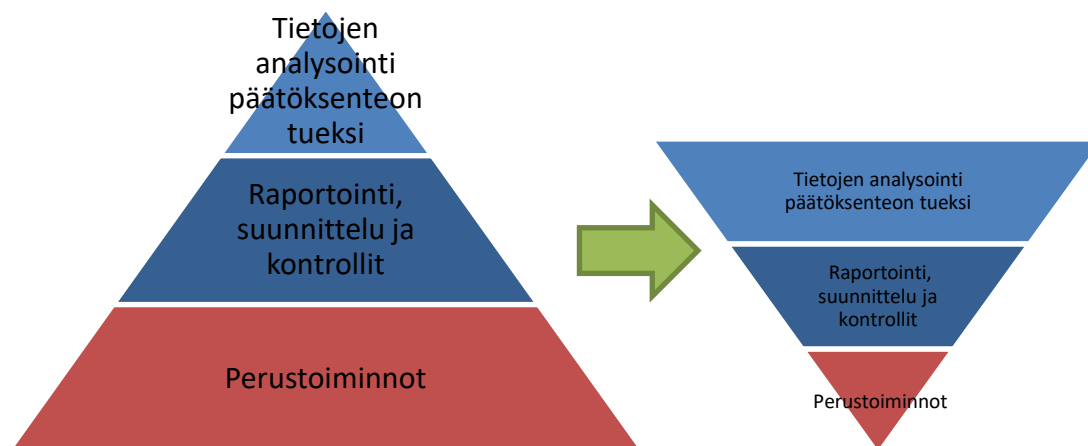 Tietojen
analysointi
päätöksenteon
tueksi
Raportointi,
suunnittelu ja
kontrollit
Perustoiminnot
Tietojen analysointi
päätöksenteon tueksi
Raportointi,
suunnittelu ja
kontrollit
Perustoiminnot